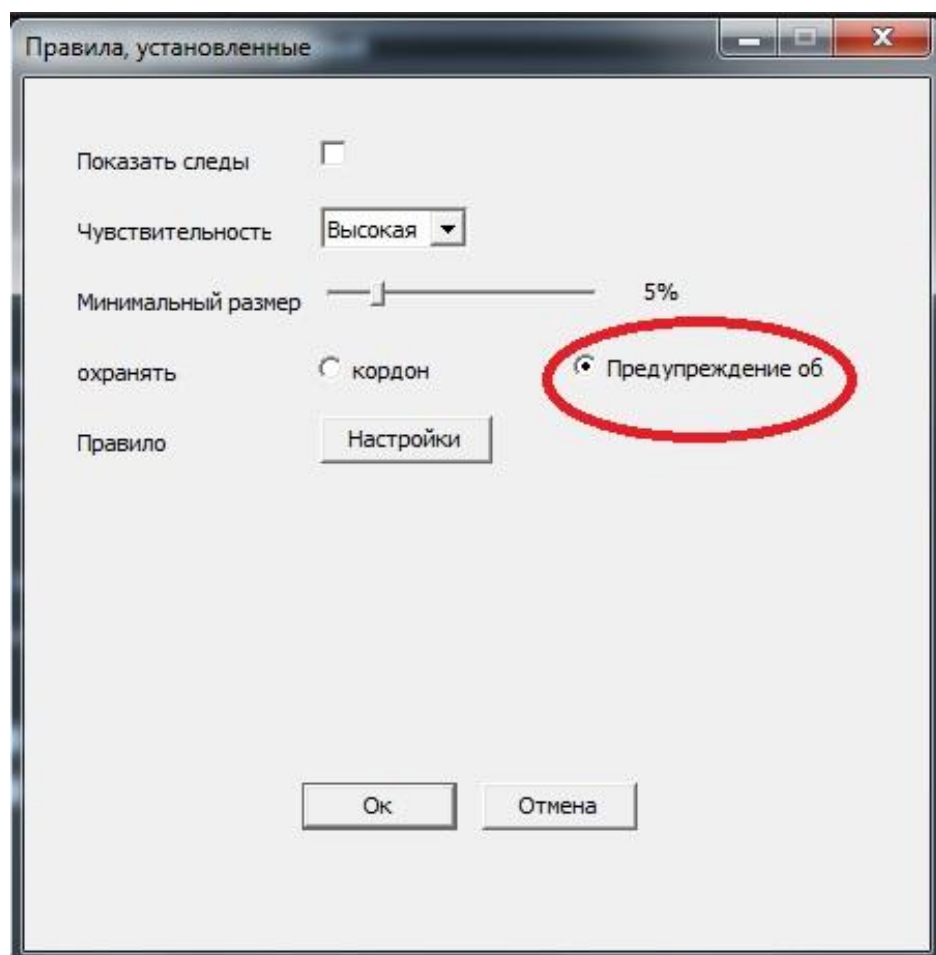 Правила, установленные
Показать следы
Чувствительность Высокая
Минимальный размер 5%
охранять кордон Предупреждение об
Правило Настройки
Ок Отмена